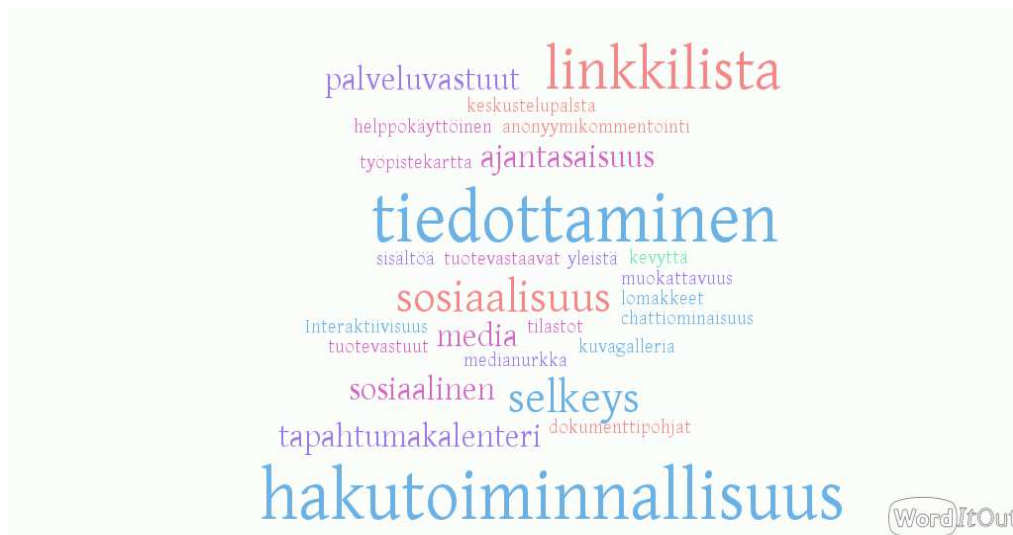 palveluvastuut linkkilista
keskustelupalsta
helppokäyttöinen anonyymikommentointi
työpistekartta ajantasaisuus
tiedottaminen
sisältöä tuotevastaavat yleistä kevyttä
muokattavuus
sosiaalisuus lomakkeet
chattiominaisuus
Interaktiivisuus media tilastot
tuotevastuut kuvagalleria
medianurkka
sosiaalinen selkeys
tapahtumakalenteri dokumenttipohjat
hakutoiminnallisuus
WordItOut